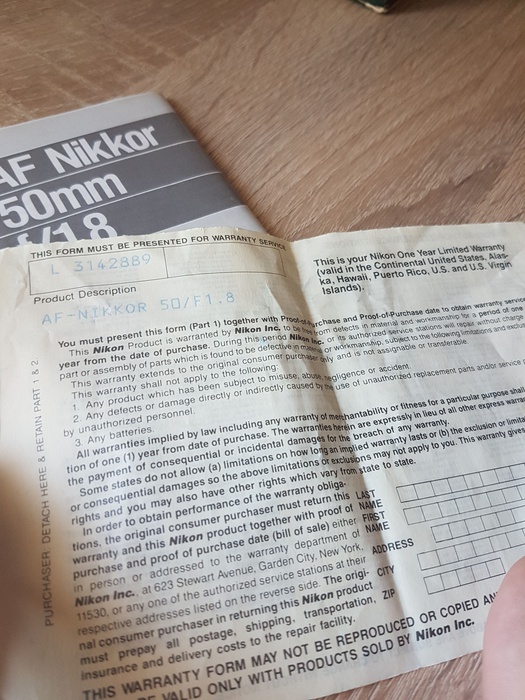 AF Nikkor
50mm
f/1.8
THIS FORM MUST BE PRESENTED FOR WARRANTY SERVICE
L 3142889
Product Description
AF-NIKKOR 50/F1.8
This is your Nikon One Year Limited Warranty
(valid in the Continental United States, Alas-
ka, Hawaii, Puerto Rico, U.S. and U.S. Virgin
Islands).
You must present this form (Part 1) together with Proof-of-Purchase and Proof-of-Purchase date to obtain warranty service
This Nikon Product is warranted by Nikon Inc. to be free from defects in material and workmanship for a period of one
year from the date of purchase. During this period Nikon Inc. or its authorized service stations will repair without charge
part or assembly of parts which is found to be defective in material or workmanship, subject to the following limitations and
This warranty extends to the original consumer purchaser only and is not assignable or transferable.
This warranty shall not apply to the following:
1. Any product which has been subject to misuse, abuse, negligence or accident.
2. Any defects or damage directly or indirectly caused by the use of unauthorized replacement parts and/or service
by unauthorized personnel.
3. Any batteries.
All warranties implied by law including any warranty of merchantability or fitness for a particular purpose
tion of one (1) year from date of purchase. The warranties herein are expressly in lieu of all other express
the payment of consequential or incidental damages for the breach of any warranty.
Some states do not allow (a) limitations on how long an implied warranty lasts or (b) the exclusion or
or consequential damages so the above limitations or exclusions may not apply to you. This warranty gives
rights and you may also have other rights which vary from state to state.
In order to obtain performance of the warranty obliga-
tions, the original consumer purchaser must return this
warranty and this Nikon product together with proof of
purchase and proof of purchase date (bill of sale) either
in person or addressed to the warranty department of
Nikon Inc., at 623 Stewart Avenue, Garden City, New York,
11530, or any one of the authorized service stations at their
respective addresses listed on the reverse side. The origi-
nal consumer purchaser in returning this Nikon product
must prepay all postage, shipping, transportation,
insurance and delivery costs to the repair facility.
LAST
NAME
FIRST
NAME
ADDRESS
CITY
ZIP
THIS WARRANTY FORM MAY NOT BE REPRODUCED OR COPIED
BE VALID ONLY WITH PRODUCTS SOLD BY Nikon Inc.
PURCHASER DETACH HERE & RETAIN PART 1 & 2